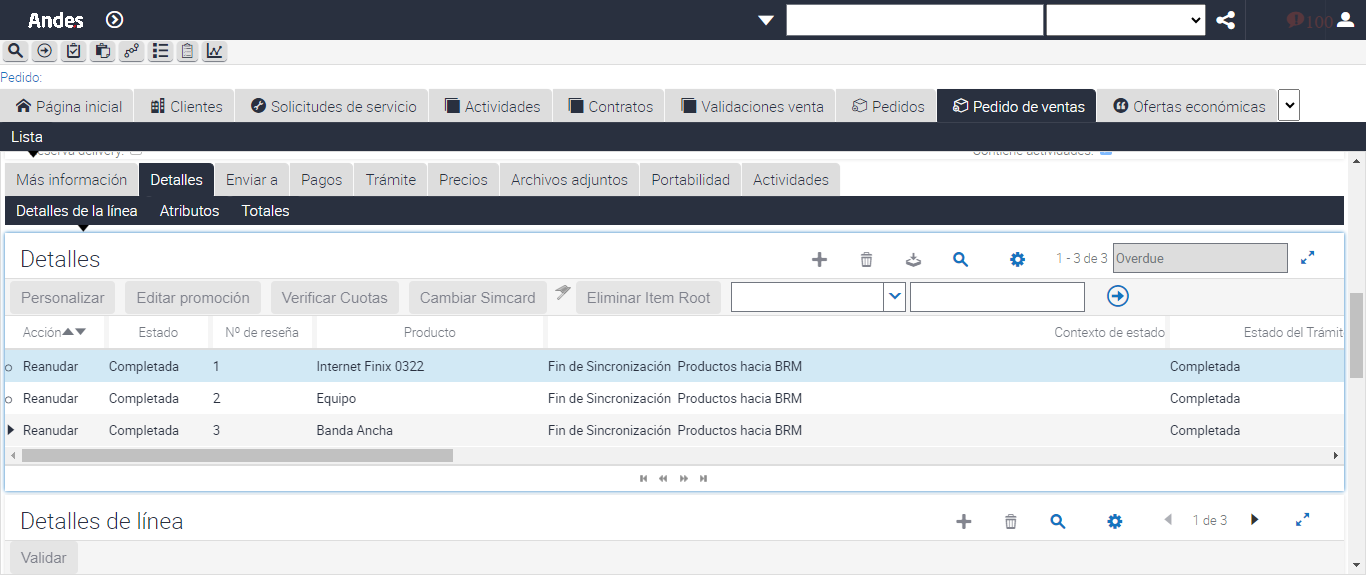 Andes
100
Pedido:
Página inicial Clientes Solicitudes de servicio Actividades Contratos Validaciones venta Pedidos Pedido de ventas Ofertas económicas
Lista
Reserva delivery: Contiene actividades:
Más información Detalles Enviar a Pagos Trámite Precios Archivos adjuntos Portabilidad Actividades
Detalles de la línea Atributos Totales
Detalles 1 - 3 de 3 Overdue
Personalizar Editar promoción Verificar Cuotas Cambiar Simcard Eliminar Item Root
Acción Estado Nº de reseña Producto Contexto de estado Estado del Trámit
Reanudar Completada 1 Internet Finix 0322 Fin de Sincronización Productos hacia BRM Completada
Reanudar Completada 2 Equipo Fin de Sincronización Productos hacia BRM Completada
Reanudar Completada 3 Banda Ancha Fin de Sincronización Productos hacia BRM Completada
Detalles de línea 1 de 3
Validar